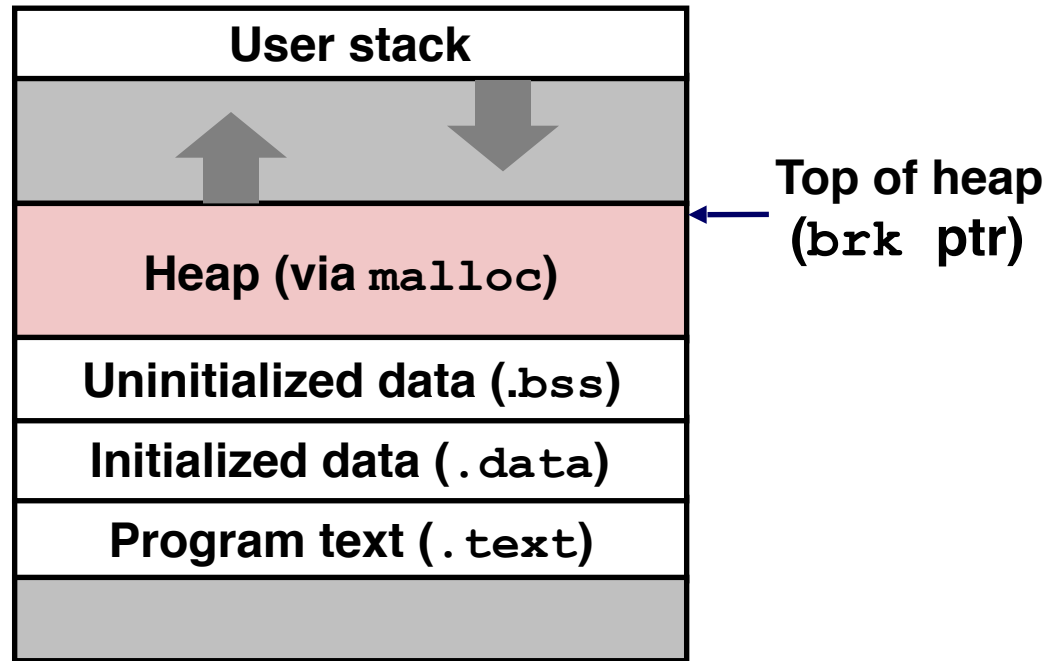 User stack
Top of heap
(brk ptr)
Heap (via malloc)
Uninitialized data (.bss)
Initialized data (.data)
Program text (.text)